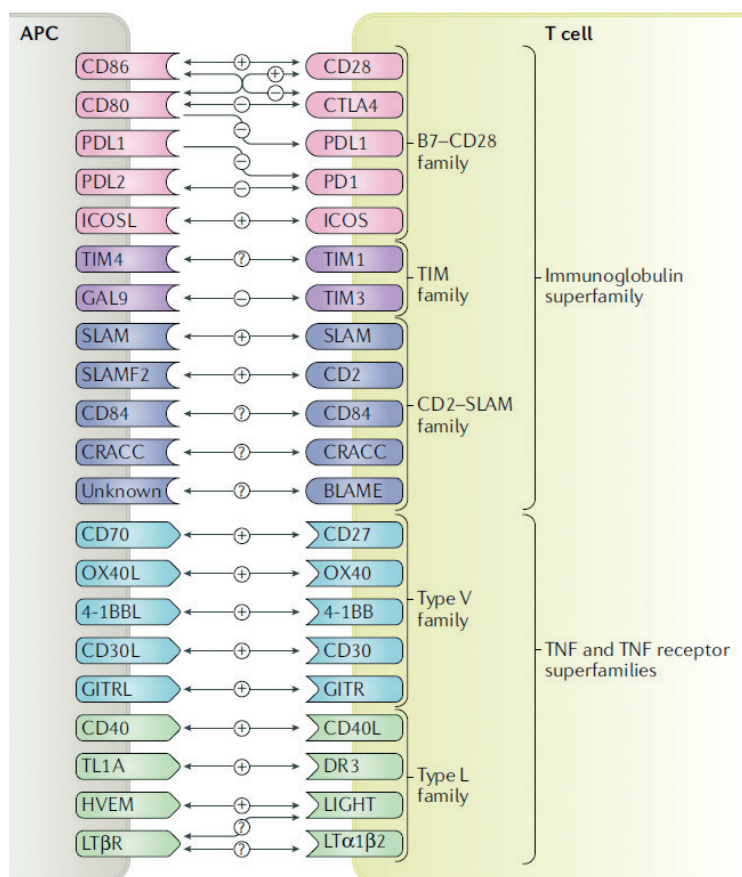 APC
T cell
CD86
+
CD28
+
−
CD80
−
CTLA4
−
PDL1
PDL1
−
PDL2
−
PD1
ICOSL
+
ICOS
B7–CD28
family
TIM4
?
TIM1
GAL9
−
TIM3
TIM
family
SLAM
+
SLAM
SLAMF2
+
CD2
CD84
?
CD84
CRACC
?
CRACC
Unknown
?
BLAME
CD2–SLAM
family
Immunoglobulin
superfamily
CD70
+
CD27
OX40L
+
OX40
4-1BBL
+
4-1BB
CD30L
+
CD30
GITRL
+
GITR
Type V
family
CD40
+
CD40L
TL1A
+
DR3
HVEM
+
LIGHT
?
LTβR
?
LTα1β2
Type L
family
TNF and TNF receptor
superfamilies